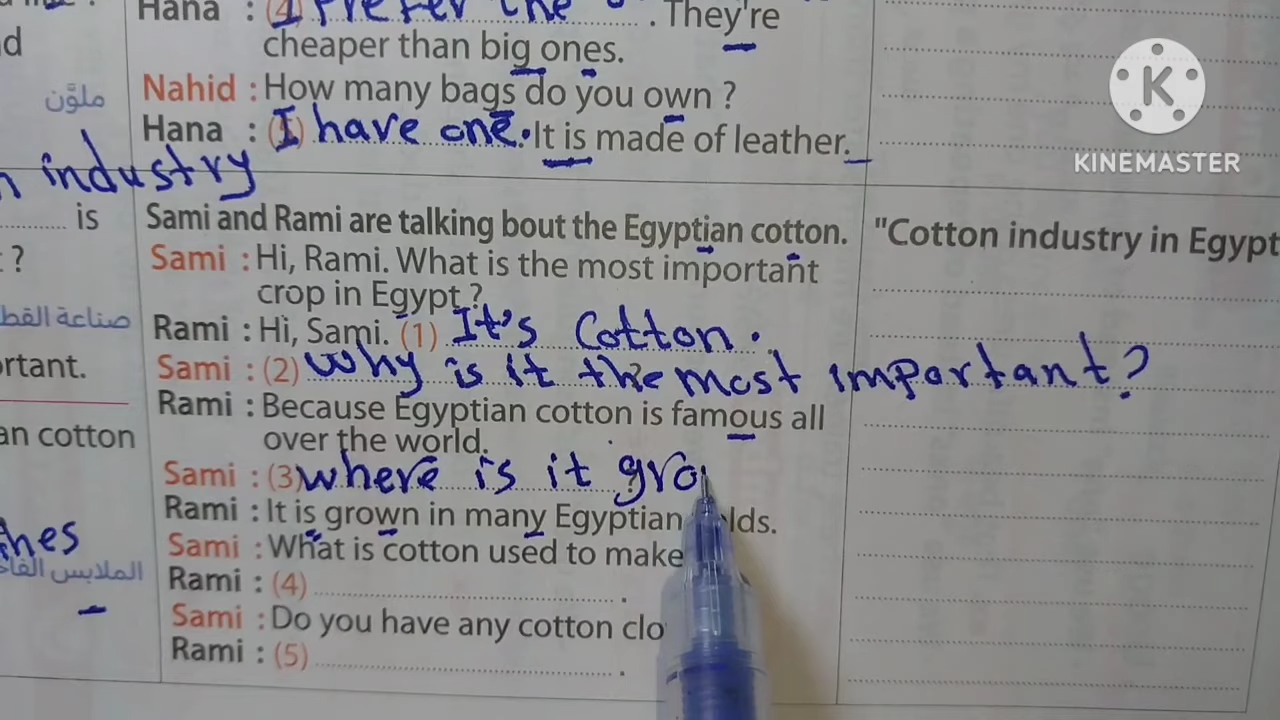 Hana : (4) I Prefer the . They're
cheaper than big ones.
ملوّن
Nahid : How many bags do you own ?
Hana : I have one. It is made of leather.
industry
is
Sami and Rami are talking bout the Egyptian cotton.
"Cotton industry in Egypt
Sami : Hi, Rami. What is the most important
crop in Egypt ?
صناعة القط
Rami : Hi, Sami. (1) It's Cotton.
Sami : (2) Why is it the most important?
rtant.
Rami : Because Egyptian cotton is famous all
an cotton
over the world.
Sami : (3) where is it gro
Rami : It is grown in many Egyptian lds.
hes
Sami : What is cotton used to make
الملابس الفا
Rami : (4) .
Sami : Do you have any cotton clo
Rami : (5) .
K
KINEMASTER